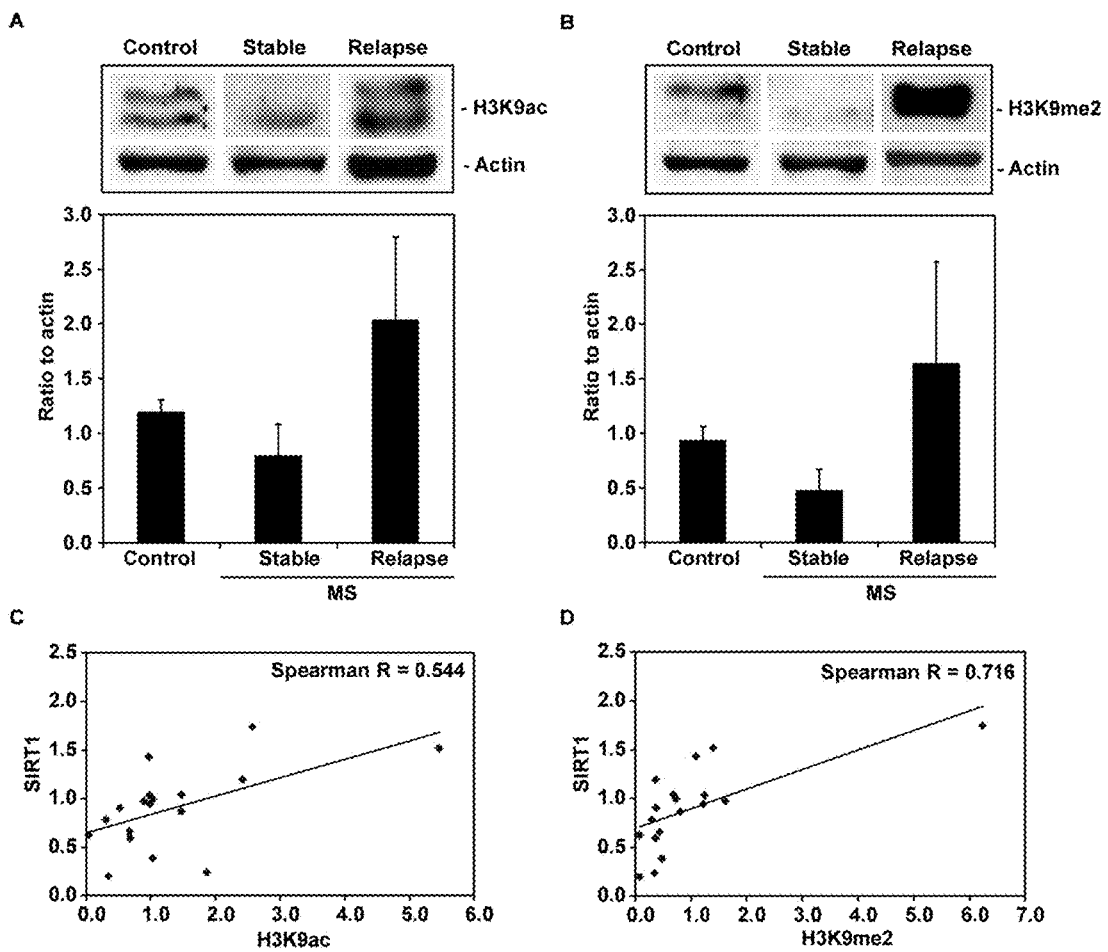 A
Control Stable Relapse
- H3K9ac
- Actin
3.0
2.5
2.0
1.5
1.0
0.5
0.0
Ratio to actin
Control Stable Relapse
MS
B
Control Stable Relapse
- H3K9me2
- Actin
3.0
2.5
2.0
1.5
1.0
0.5
0.0
Ratio to actin
Control Stable Relapse
MS
C
Spearman R = 0.544
2.5
2.0
1.5
1.0
0.5
0.0
SIRT1
0.0 1.0 2.0 3.0 4.0 5.0 6.0
H3K9ac
D
Spearman R = 0.716
2.5
2.0
1.5
1.0
0.5
0.0
SIRT1
0.0 1.0 2.0 3.0 4.0 5.0 6.0 7.0
H3K9me2